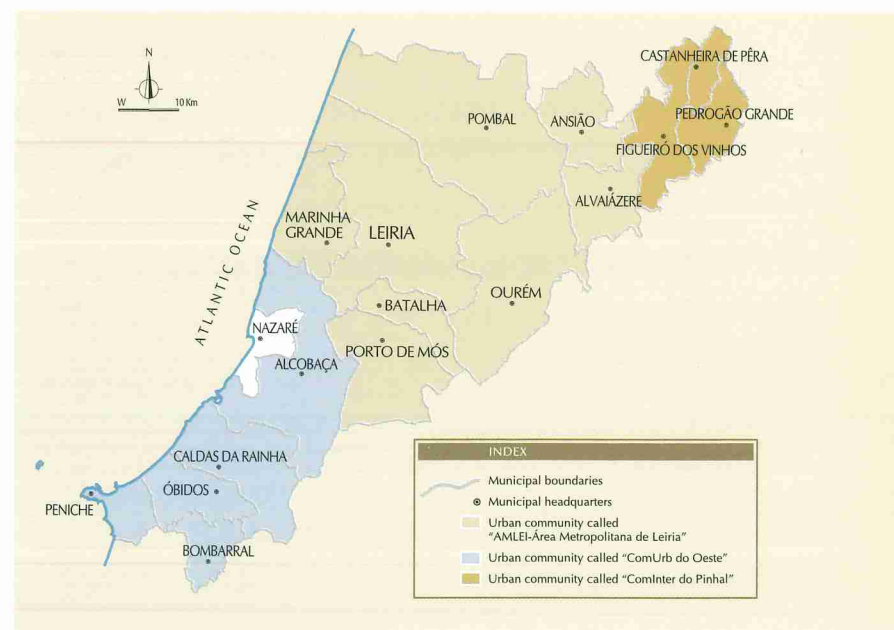 N
W
10 Km
CASTANHEIRA DE PÊRA
POMBAL
ANSIÃO
PEDROGÃO GRANDE
FIGUEIRÓ DOS VINHOS
ALVAIÁZERE
ATLANTIC OCEAN
MARINHA
GRANDE
LEIRIA
OURÉM
BATALHA
NAZARÉ
PORTO DE MÓS
ALCOBAÇA
CALDAS DA RAINHA
ÓBIDOS
PENICHE
BOMBARRAL
INDEX
Municipal boundaries
Municipal headquarters
Urban community called
“AMLEI-Área Metropolitana de Leiria”
Urban community called “ComUrb do Oeste”
Urban community called “ComInter do Pinhal”